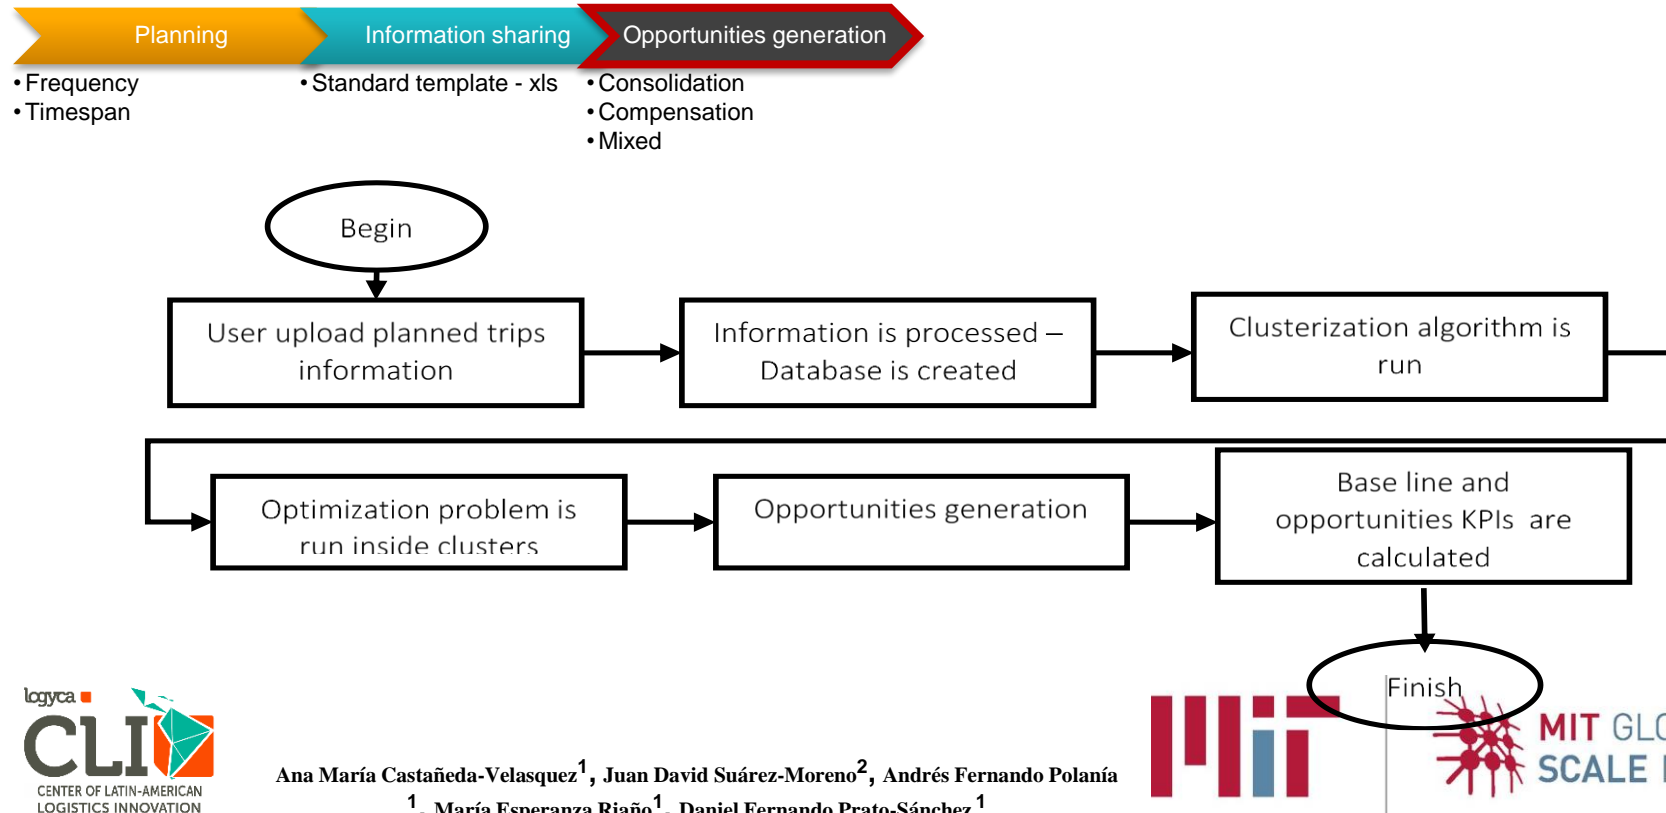 Planning
Information sharing
Opportunities generation
• Frequency
• Timespan
• Standard template - xls
• Consolidation
• Compensation
• Mixed
Begin
User upload planned trips
information
Information is processed –
Database is created
Clusterization algorithm is
run
Optimization problem is
run inside clusters
Opportunities generation
Base line and
opportunities KPIs are
calculated
Finish
logyca
CLI
CENTER OF LATIN-AMERICAN
LOGISTICS INNOVATION
Ana María Castañeda-Velasquez1, Juan David Suárez-Moreno2, Andrés Fernando Polanía
1, María Esperanza Riaño1, Daniel Fernando Prato-Sánchez 1
MIT
MIT
SCALE